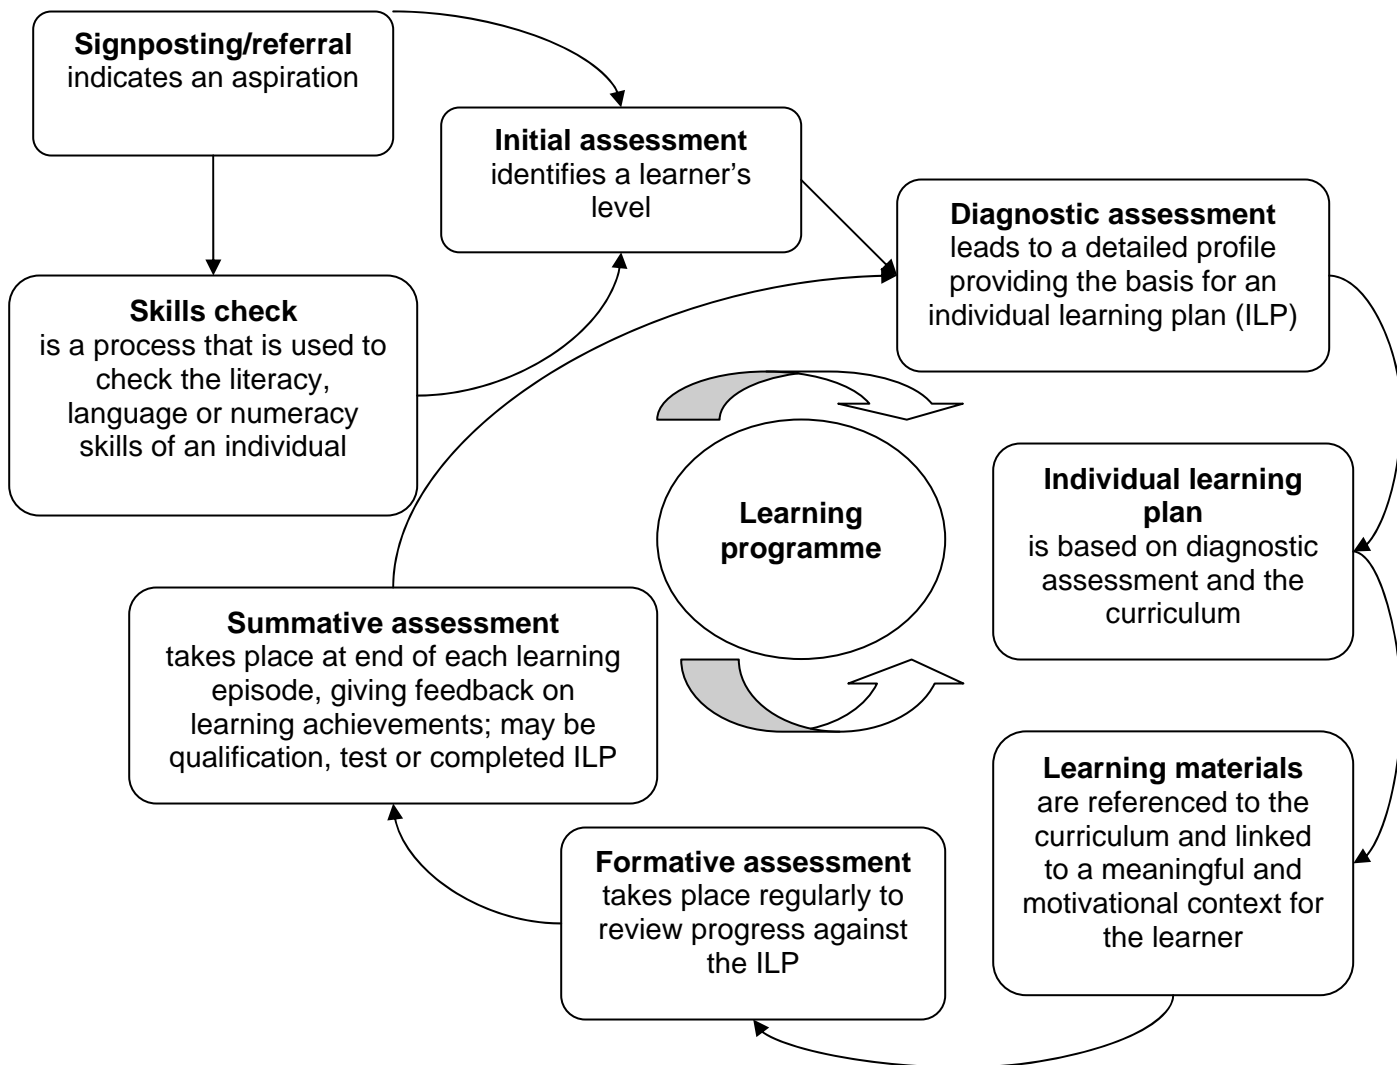 Signposting/referral
indicates an aspiration
Initial assessment
identifies a learner’s
level
Diagnostic assessment
leads to a detailed profile
providing the basis for an
individual learning plan (ILP)
Skills check
is a process that is used to
check the literacy,
language or numeracy
skills of an individual
Learning
programme
Individual learning
plan
is based on diagnostic
assessment and the
curriculum
Summative assessment
takes place at end of each learning
episode, giving feedback on
learning achievements; may be
qualification, test or completed ILP
Learning materials
are referenced to the
curriculum and linked
to a meaningful and
motivational context for
the learner
Formative assessment
takes place regularly to
review progress against
the ILP